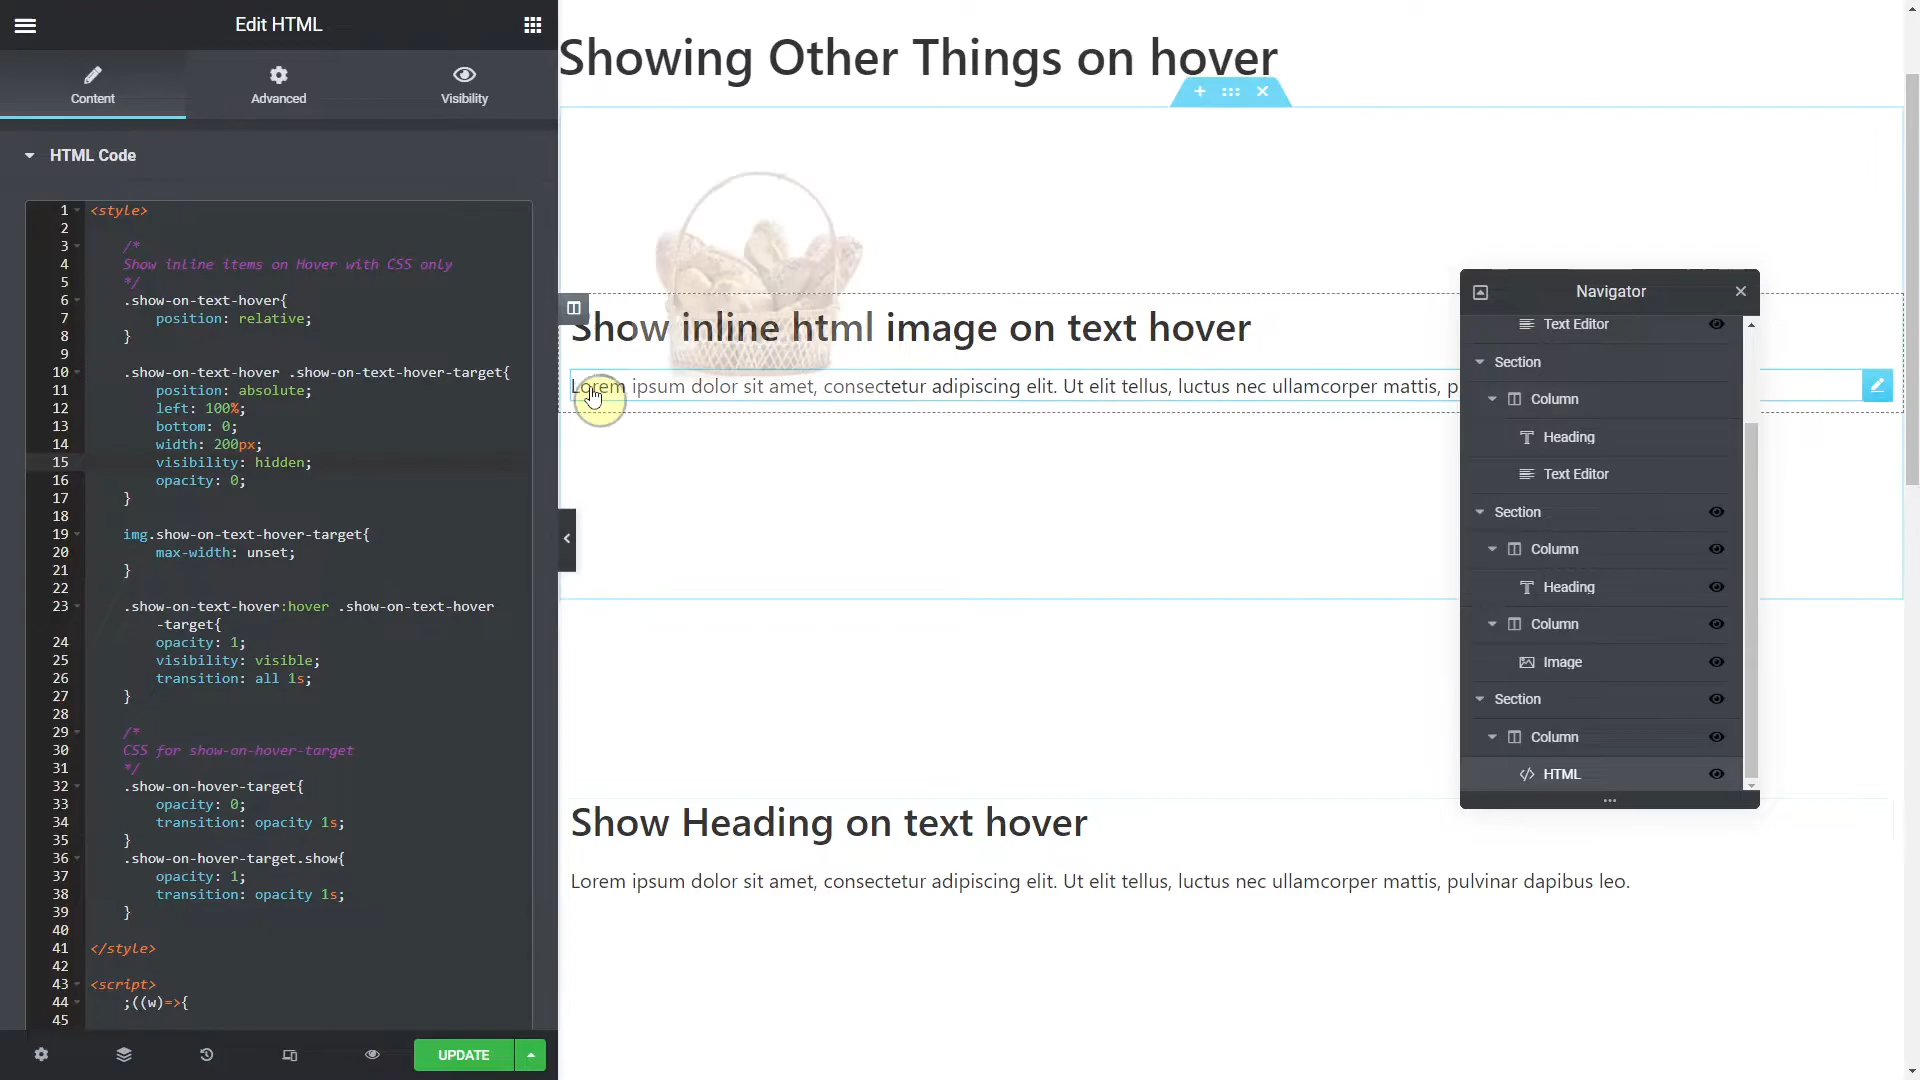 Edit HTML
Content
Advanced
Visibility
HTML Code
1 <style>
2
3 /*
4 Show inline items on Hover with CSS only
5 */
6 .show-on-text-hover{
7 position: relative;
8 }
9
10 .show-on-text-hover .show-on-text-hover-target{
11 position: absolute;
12 left: 100%;
13 bottom: 0;
14 width: 200px;
15 visibility: hidden;
16 opacity: 0;
17 }
18
19 img.show-on-text-hover-target{
20 max-width: unset;
21 }
22
23 .show-on-text-hover:hover .show-on-text-hover
-target{
24 opacity: 1;
25 visibility: visible;
26 transition: all 1s;
27 }
28
29 /*
30 CSS for show-on-hover-target
31 */
32 .show-on-hover-target{
33 opacity: 0;
34 transition: opacity 1s;
35 }
36 .show-on-hover-target.show{
37 opacity: 1;
38 transition: opacity 1s;
39 }
40
41 </style>
42
43 <script>
44 ;((w)=>{
45
UPDATE
Showing Other Things on hover
Show inline html image on text hover
Lorem ipsum dolor sit amet, consectetur adipiscing elit. Ut elit tellus, luctus nec ullamcorper mattis, p
Show Heading on text hover
Lorem ipsum dolor sit amet, consectetur adipiscing elit. Ut elit tellus, luctus nec ullamcorper mattis, pulvinar dapibus leo.
Navigator
Text Editor
Section
Column
Heading
Text Editor
Section
Column
Heading
Column
Image
Section
Column
HTML